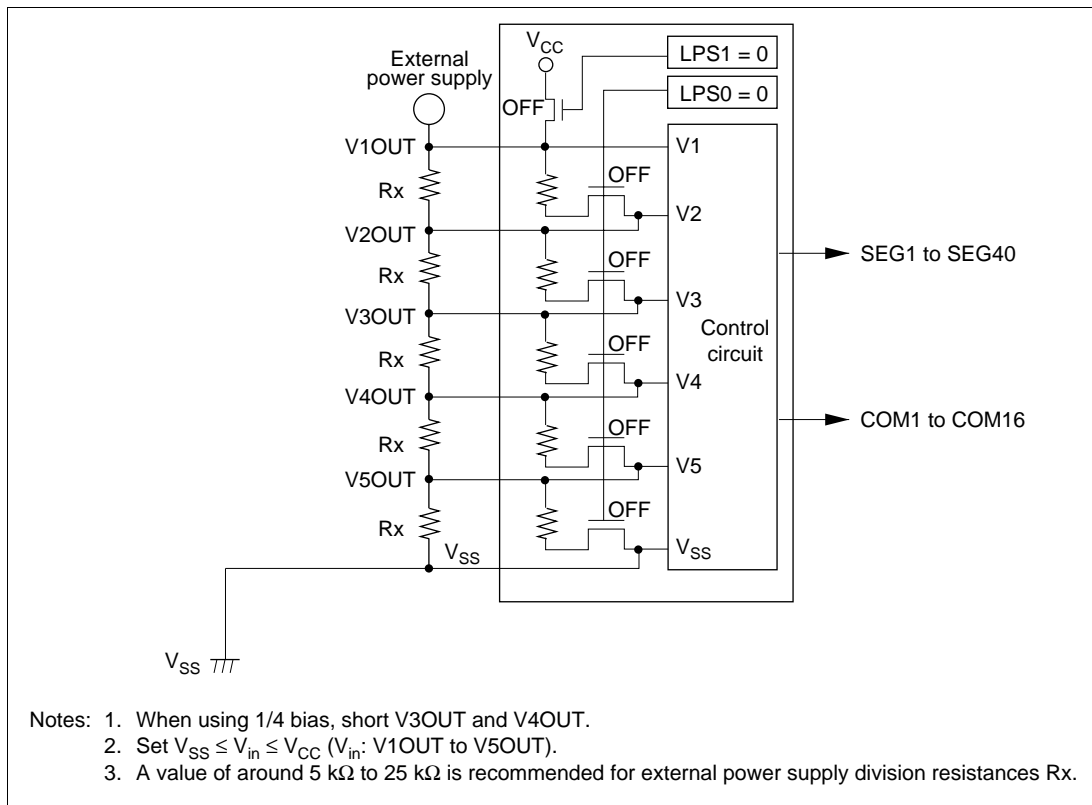 External
power supply
V1OUT
Rx
V2OUT
Rx
V3OUT
Rx
V4OUT
Rx
V5OUT
Rx
VSS
VSS
VCC
OFF
OFF
OFF
OFF
OFF
OFF
LPS1 = 0
LPS0 = 0
V1
V2
V3
V4
V5
VSS
Control
circuit
SEG1 to SEG40
COM1 to COM16
Notes: 1. When using 1/4 bias, short V3OUT and V4OUT.
2. Set VSS ≤ Vin ≤ VCC (Vin: V1OUT to V5OUT).
3. A value of around 5 kΩ to 25 kΩ is recommended for external power supply division resistances Rx.